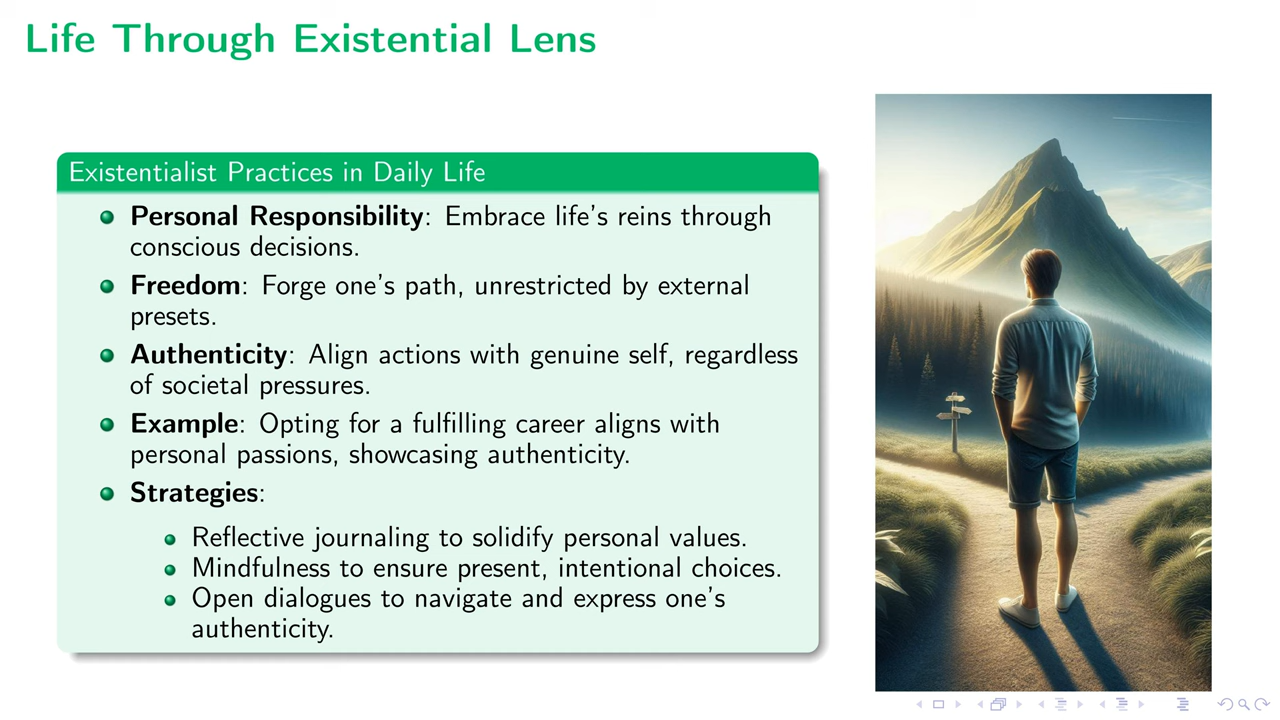 Life Through Existential Lens
Existentialist Practices in Daily Life
Personal Responsibility: Embrace life's reins through
conscious decisions.
Freedom: Forge one's path, unrestricted by external
presets.
Authenticity: Align actions with genuine self, regardless
of societal pressures.
Example: Opting for a fulfilling career aligns with
personal passions, showcasing authenticity.
Strategies:
Reflective journaling to solidify personal values.
Mindfulness to ensure present, intentional choices.
Open dialogues to navigate and express one's
authenticity.